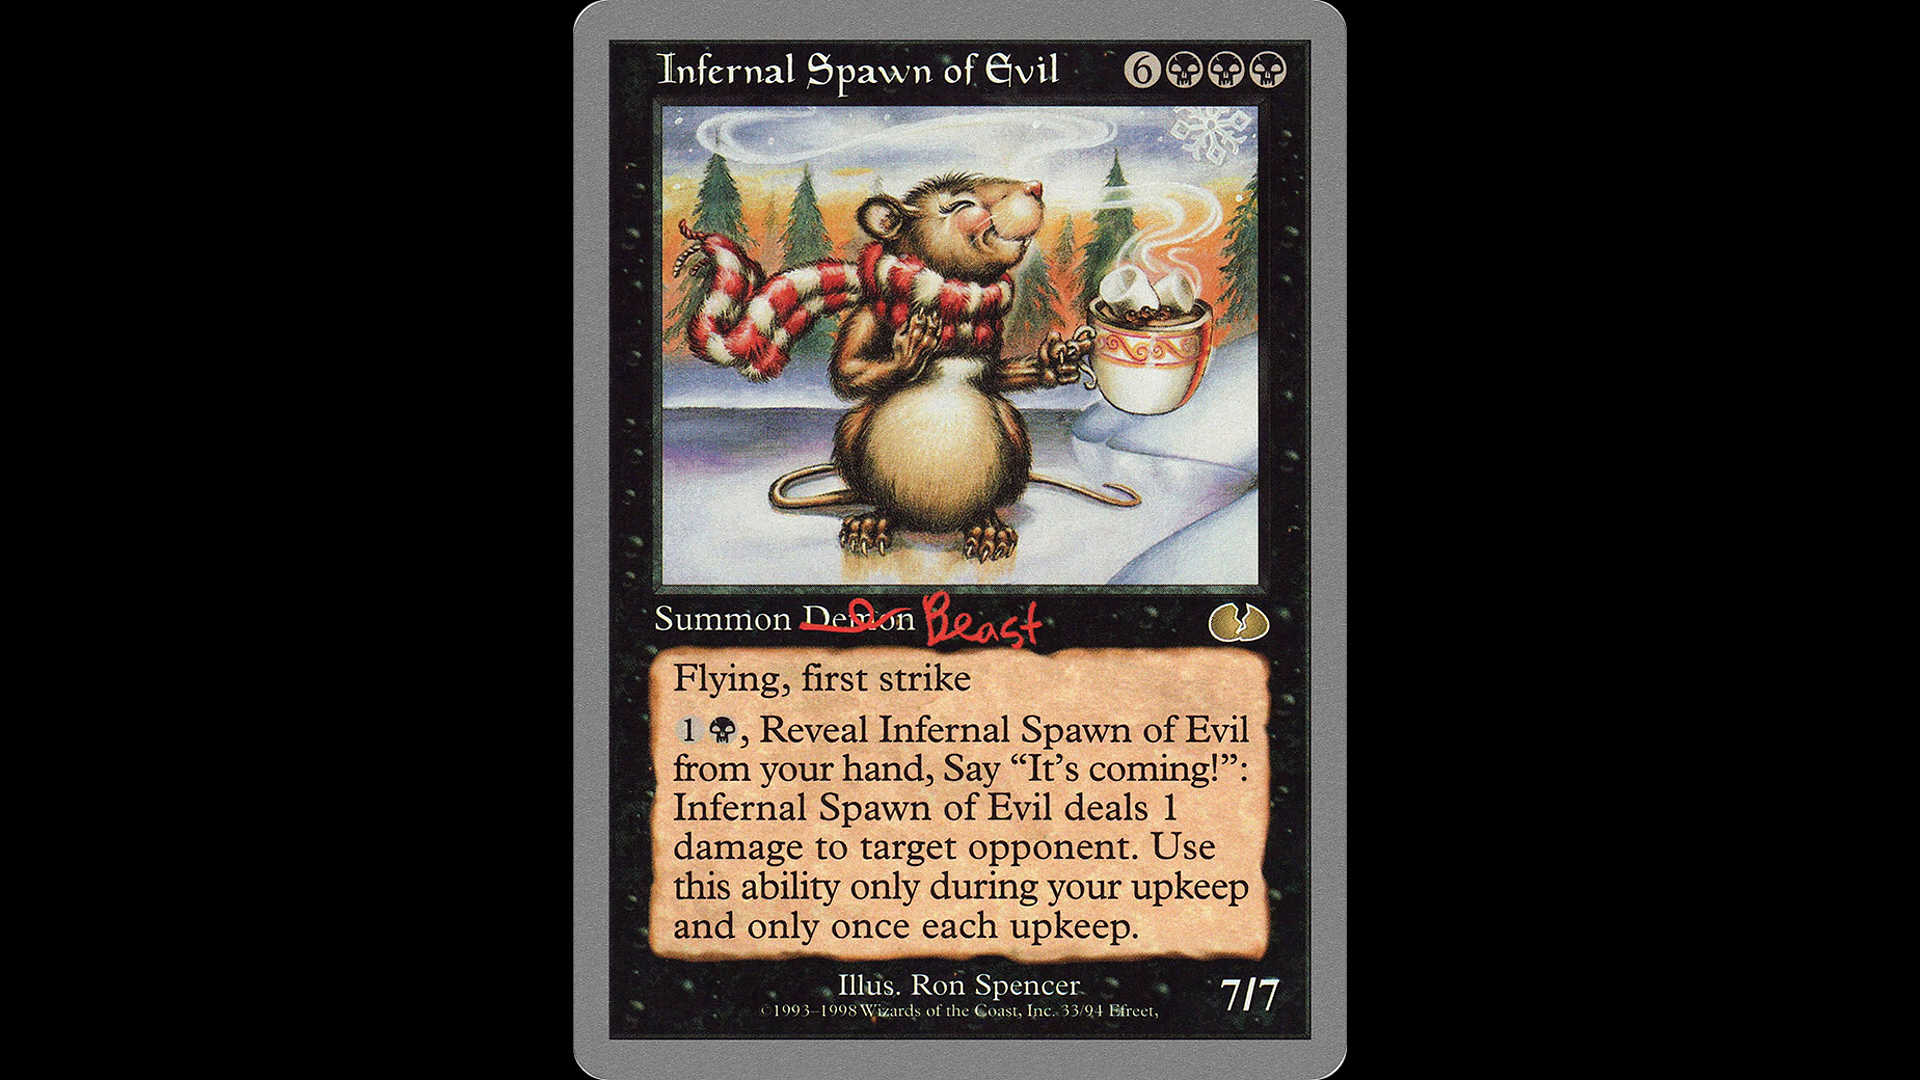 Infernal Spawn of Evil 6
Summon Demon Beast
Flying, first strike
1 , Reveal Infernal Spawn of Evil
from your hand, Say “It’s coming!”:
Infernal Spawn of Evil deals 1
damage to target opponent. Use
this ability only during your upkeep
and only once each upkeep.
Illus. Ron Spencer
7/7
©1993–1998 Wizards of the Coast, Inc. 33/94 Efreet,